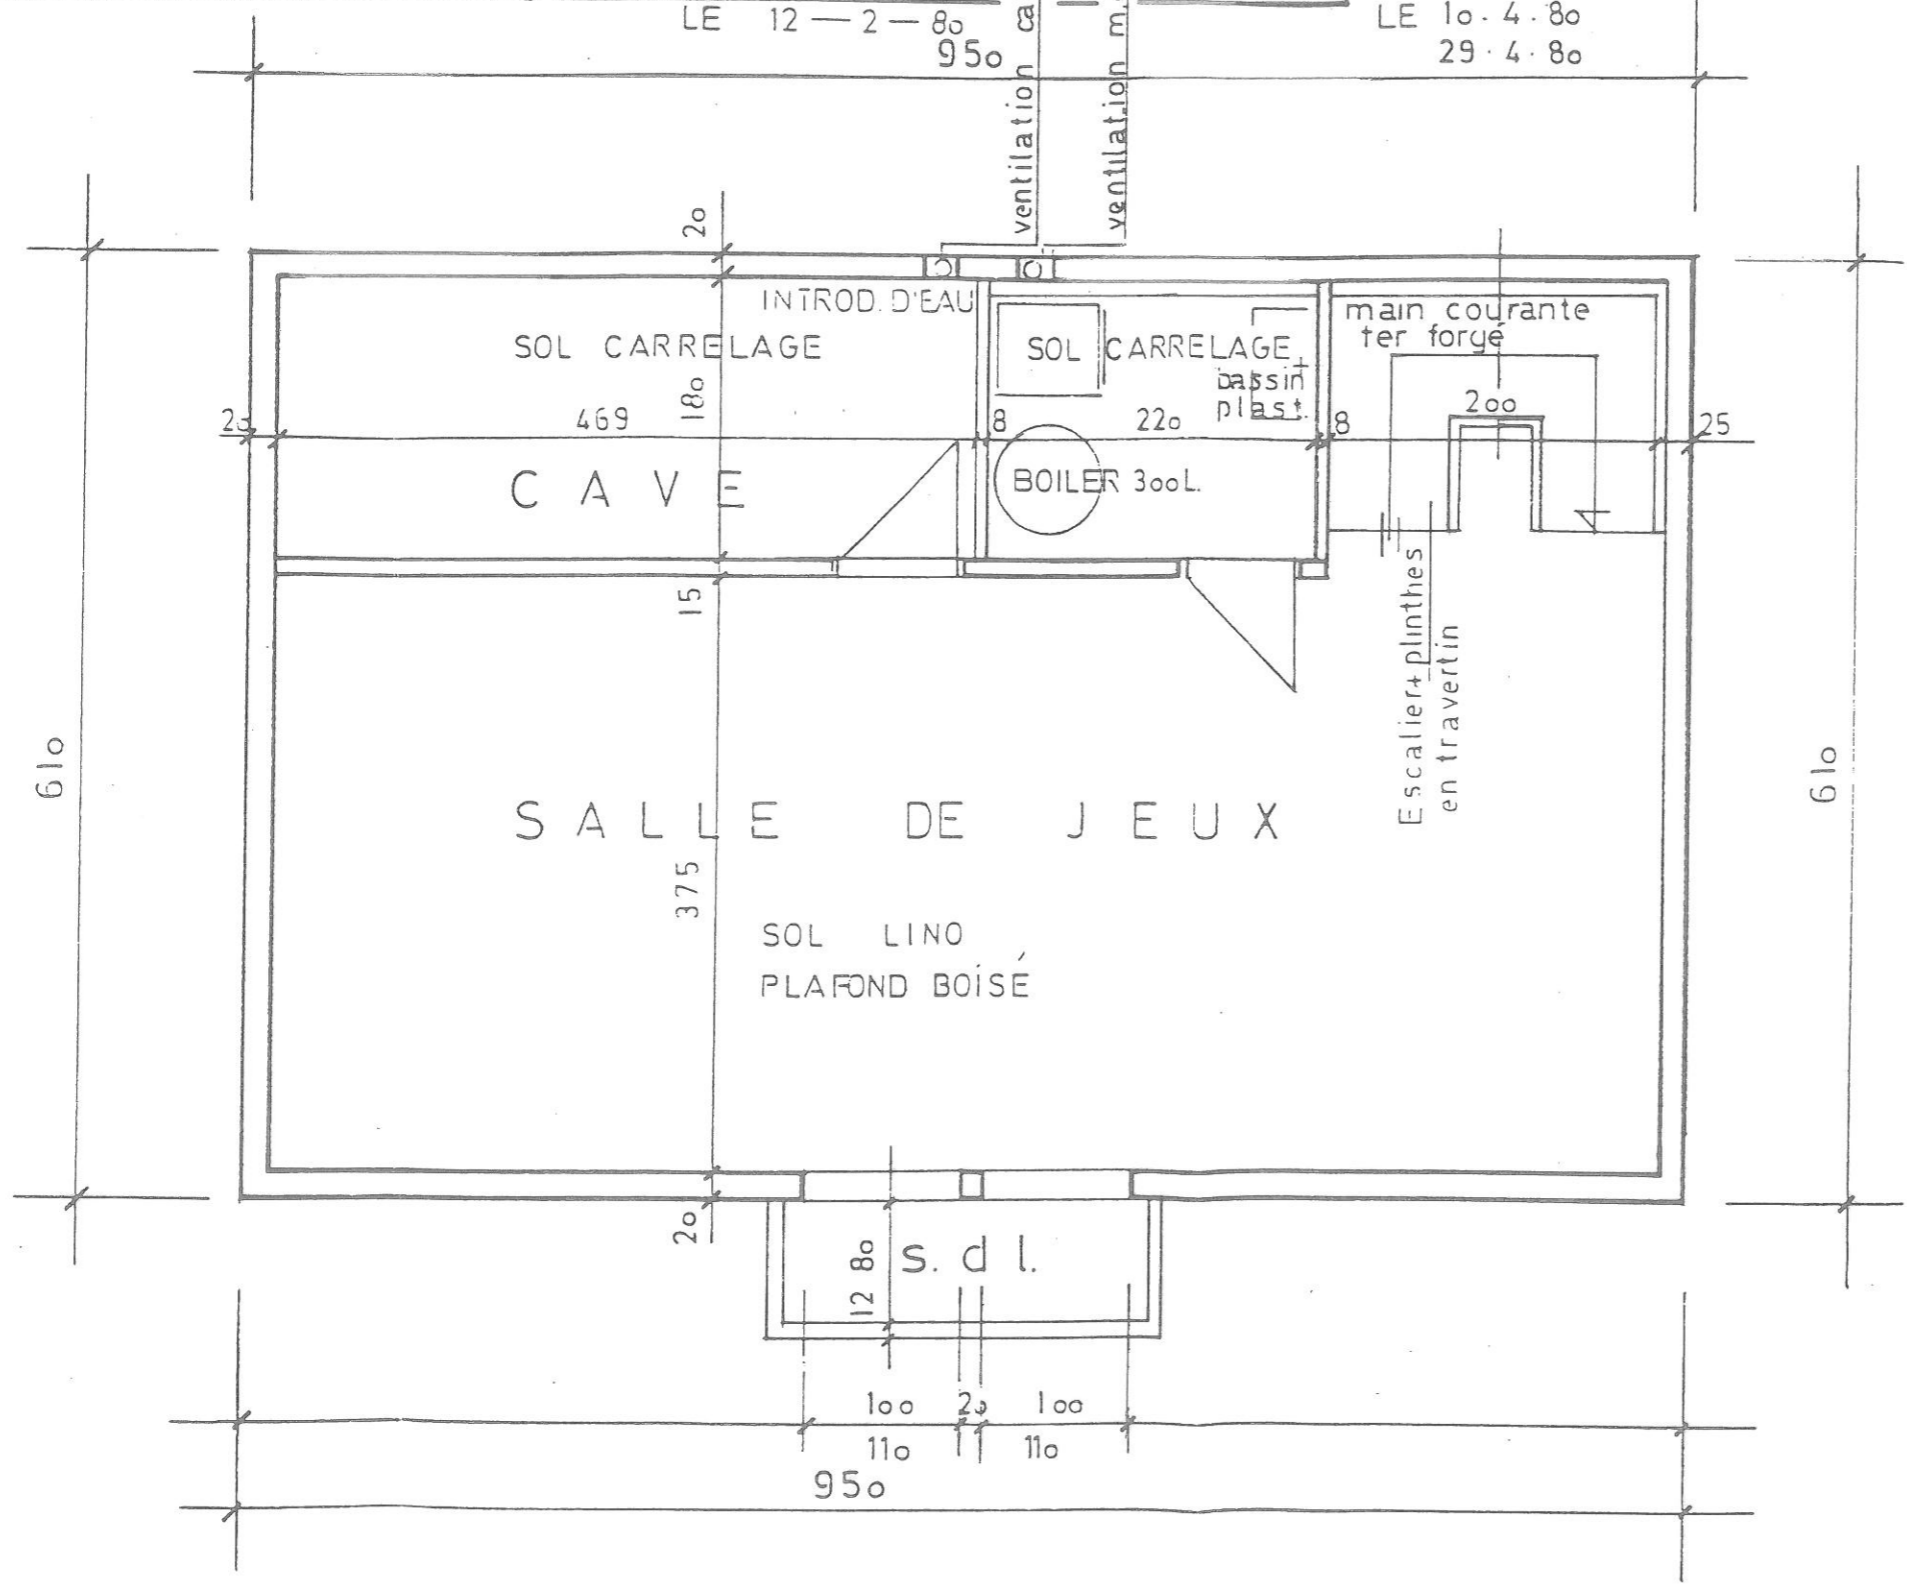 LE 12 — 2 — 80
LE 10. 4. 80
950
29. 4. 80
ventilation
ventilation
20
INTROD. D'EAU
SOL CARRELAGE
SOL CARRELAGE
+ bassin
plast.
main courante
fer forgé
180
469
8
220
8
200
25
CAVE
BOILER 300L.
15
Escalier + plinthes
en travertin
610
610
SALLE DE JEUX
375
SOL LINO
PLAFOND BOISÉ
20
12 80
s. d l.
100 20 100
110 110
950